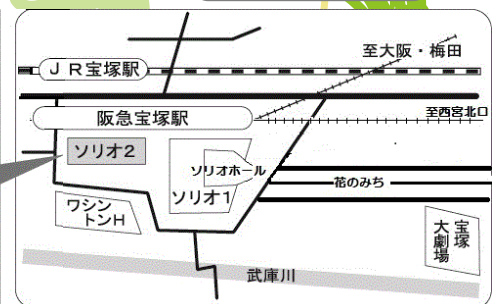 至大阪・梅田
JR宝塚駅
至西宮北口
阪急宝塚駅
ソリオ2
ソリオホール
ソリオ1
花のみち
ワシン
トンH
宝塚
大劇場
武庫川